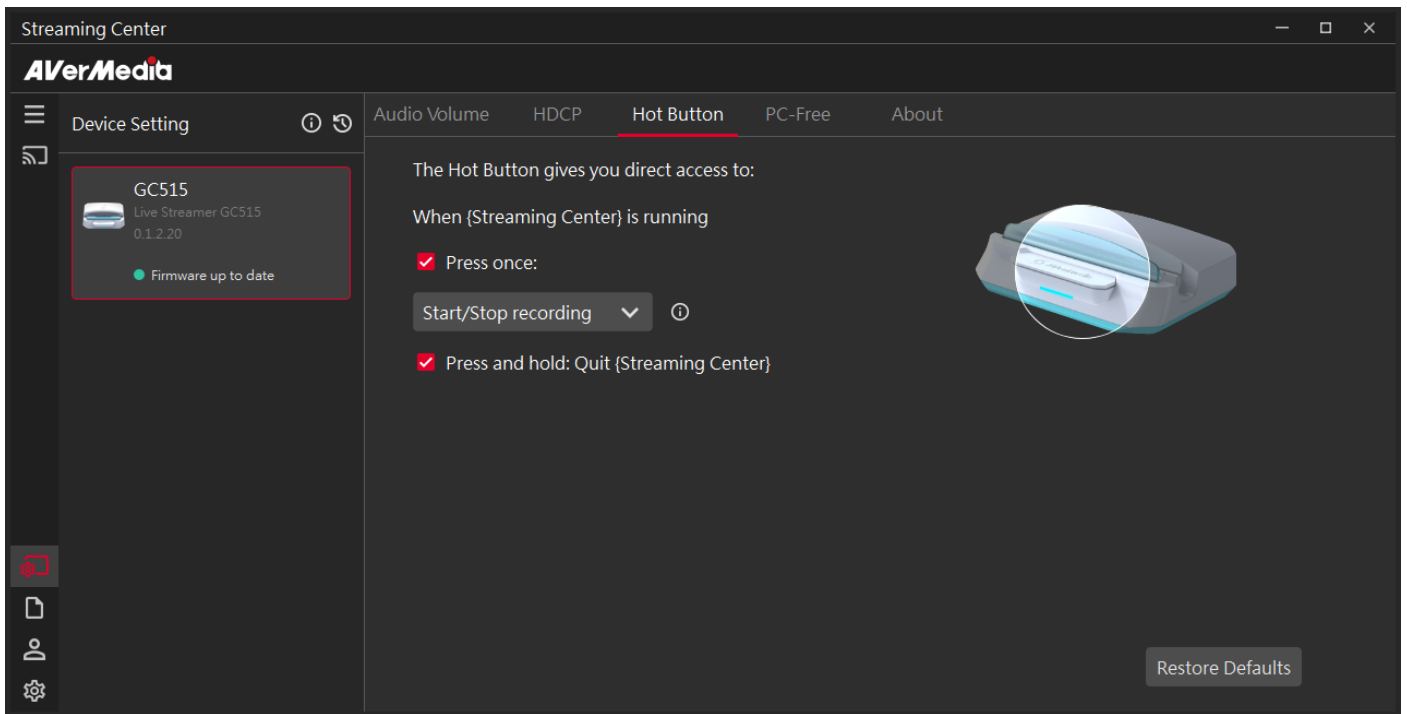 Streaming Center
AVerMedia
Device Setting
GC515
Live Streamer GC515
0.1.2.20
Firmware up to date
Audio Volume HDCP Hot Button PC-Free About
The Hot Button gives you direct access to:
When {Streaming Center} is running
Press once:
Start/Stop recording
Press and hold: Quit {Streaming Center}
Restore Defaults